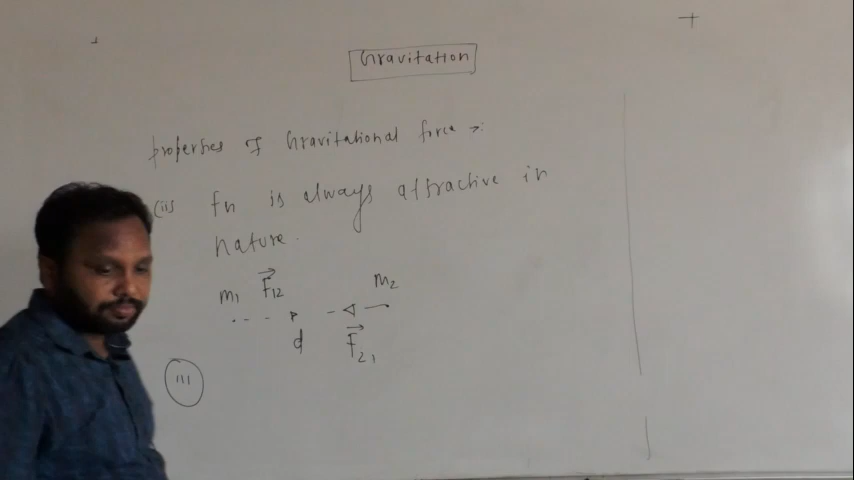 Gravitation
properties of Gravitational force →:
(ii) fn is always attractive in
nature.
m1 F12 m2
d F21
(iii)